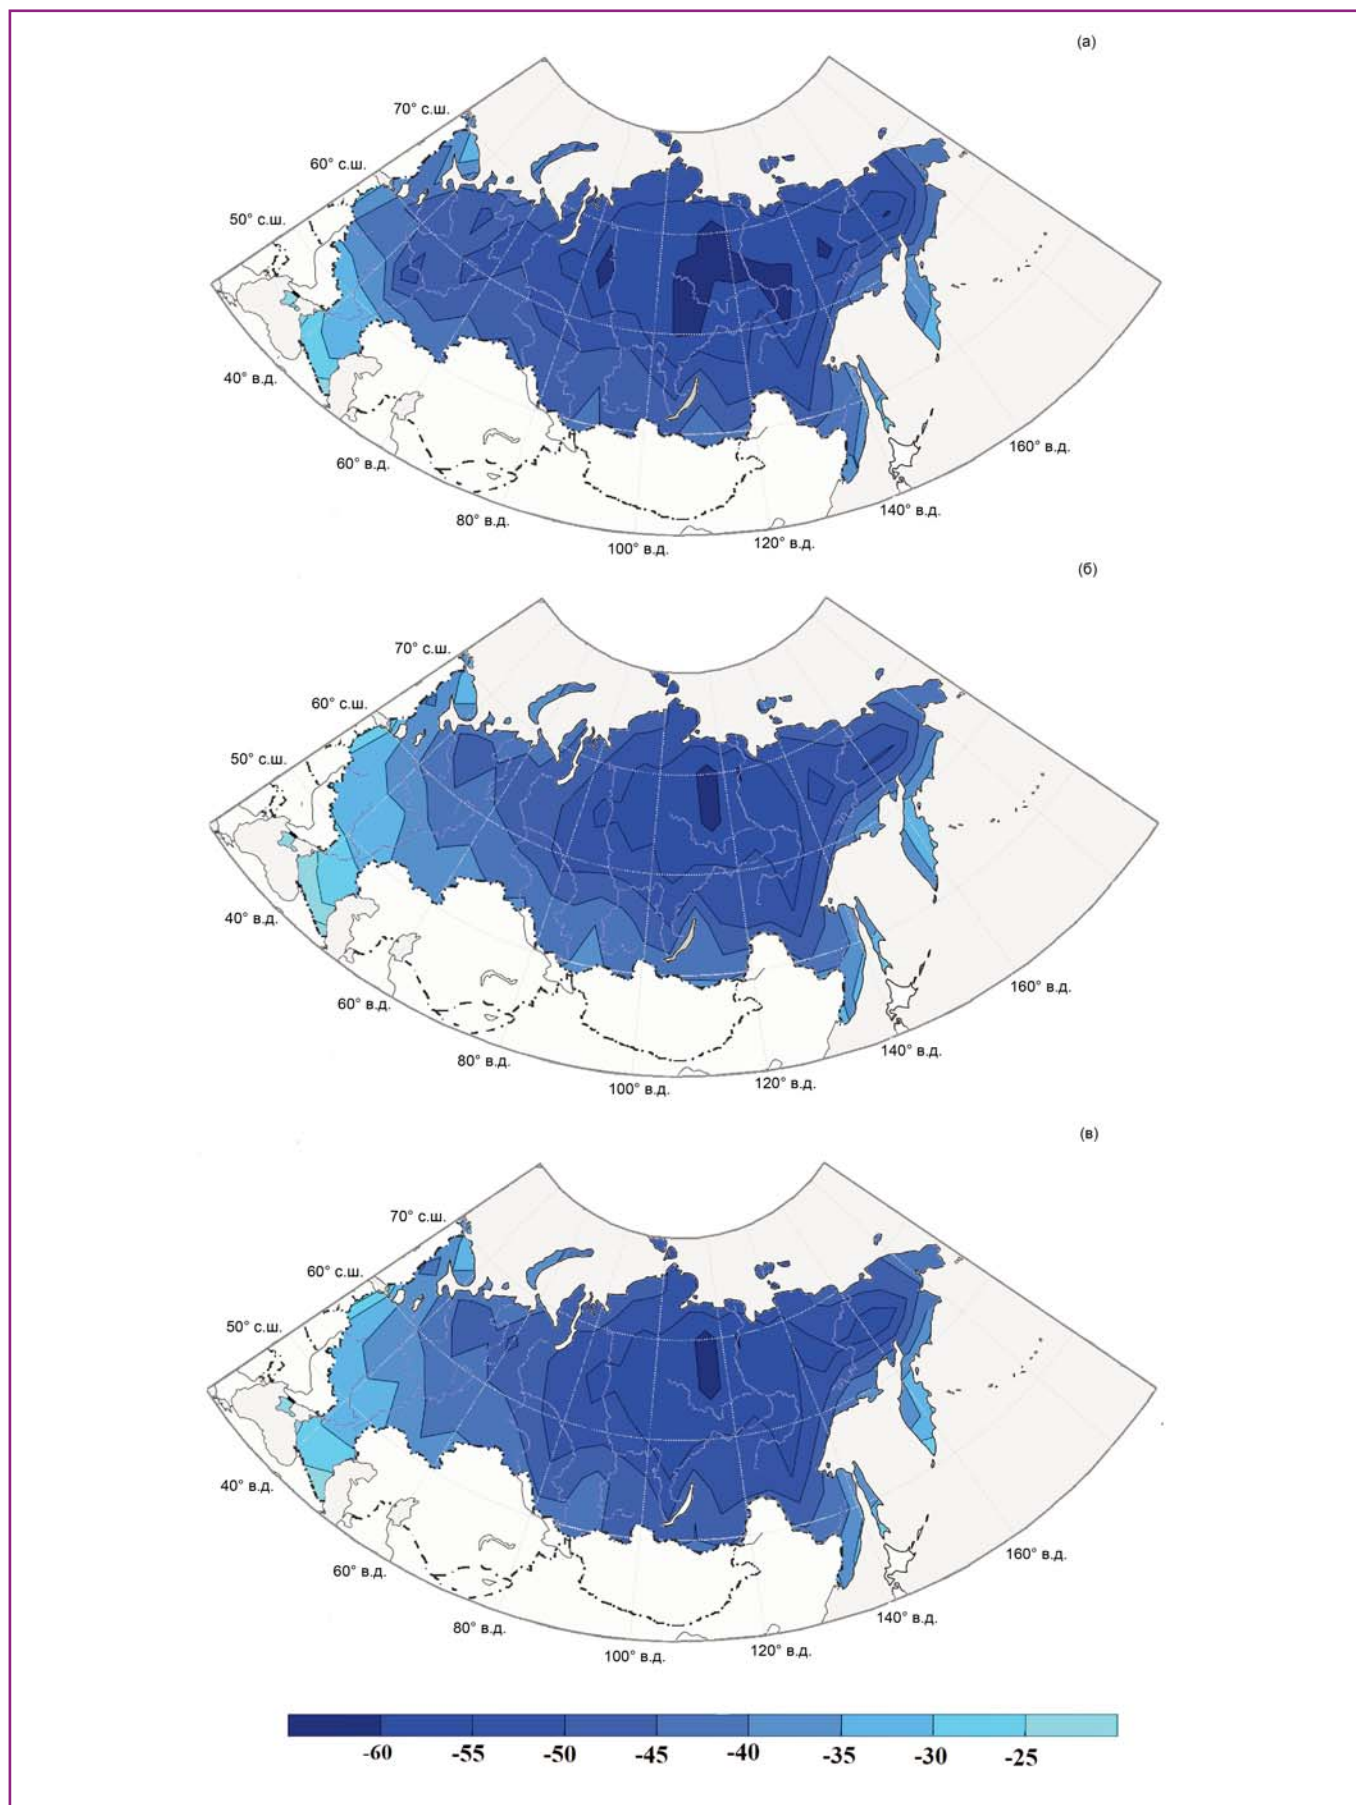 (а)
70° с.ш.
60° с.ш.
50° с.ш.
40° в.д.
60° в.д.
80° в.д.
100° в.д.
120° в.д.
140° в.д.
160° в.д.
(б)
70° с.ш.
60° с.ш.
50° с.ш.
40° в.д.
60° в.д.
80° в.д.
100° в.д.
120° в.д.
140° в.д.
160° в.д.
(в)
70° с.ш.
60° с.ш.
50° с.ш.
40° в.д.
60° в.д.
80° в.д.
100° в.д.
120° в.д.
140° в.д.
160° в.д.
-60 -55 -50 -45 -40 -35 -30 -25